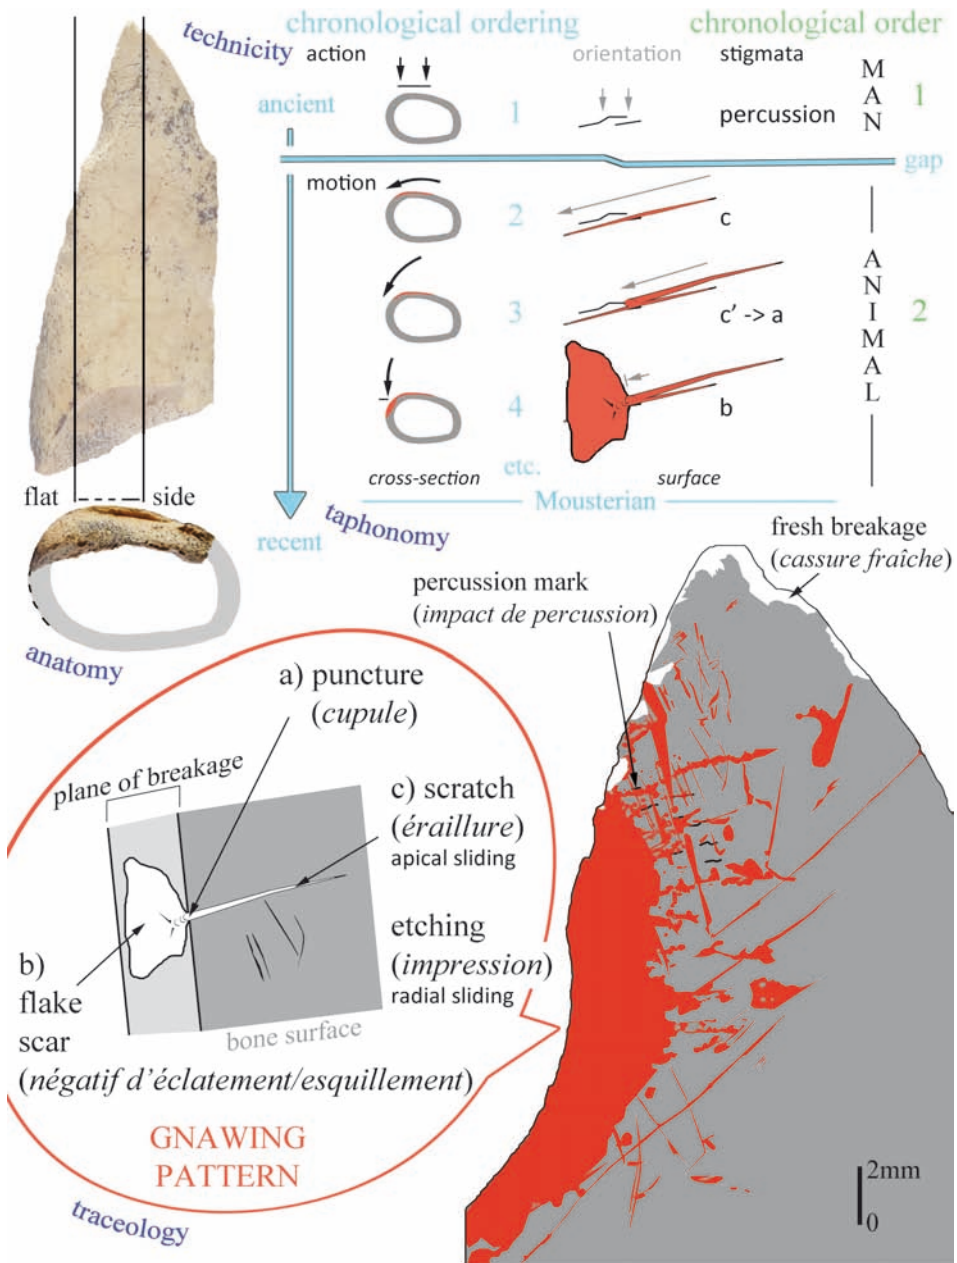 technicity
chronological ordering
chronological order
action
orientation
stigmata
MAN
1
ancient
1
percussion
gap
motion
2
c
ANIMAL
3
c' -> a
2
4
b
etc.
cross-section
surface
Mousterian
recent
taphonomy
flat
side
anatomy
fresh breakage
(cassure fraîche)
percussion mark
(impact de percussion)
a) puncture
(cupule)
plane of breakage
c) scratch
(éraillure)
apical sliding
etching
(impression)
radial sliding
b)
flake
scar
bone surface
(négatif d'éclatement/esquillement)
GNAWING
PATTERN
traceology
2mm
0